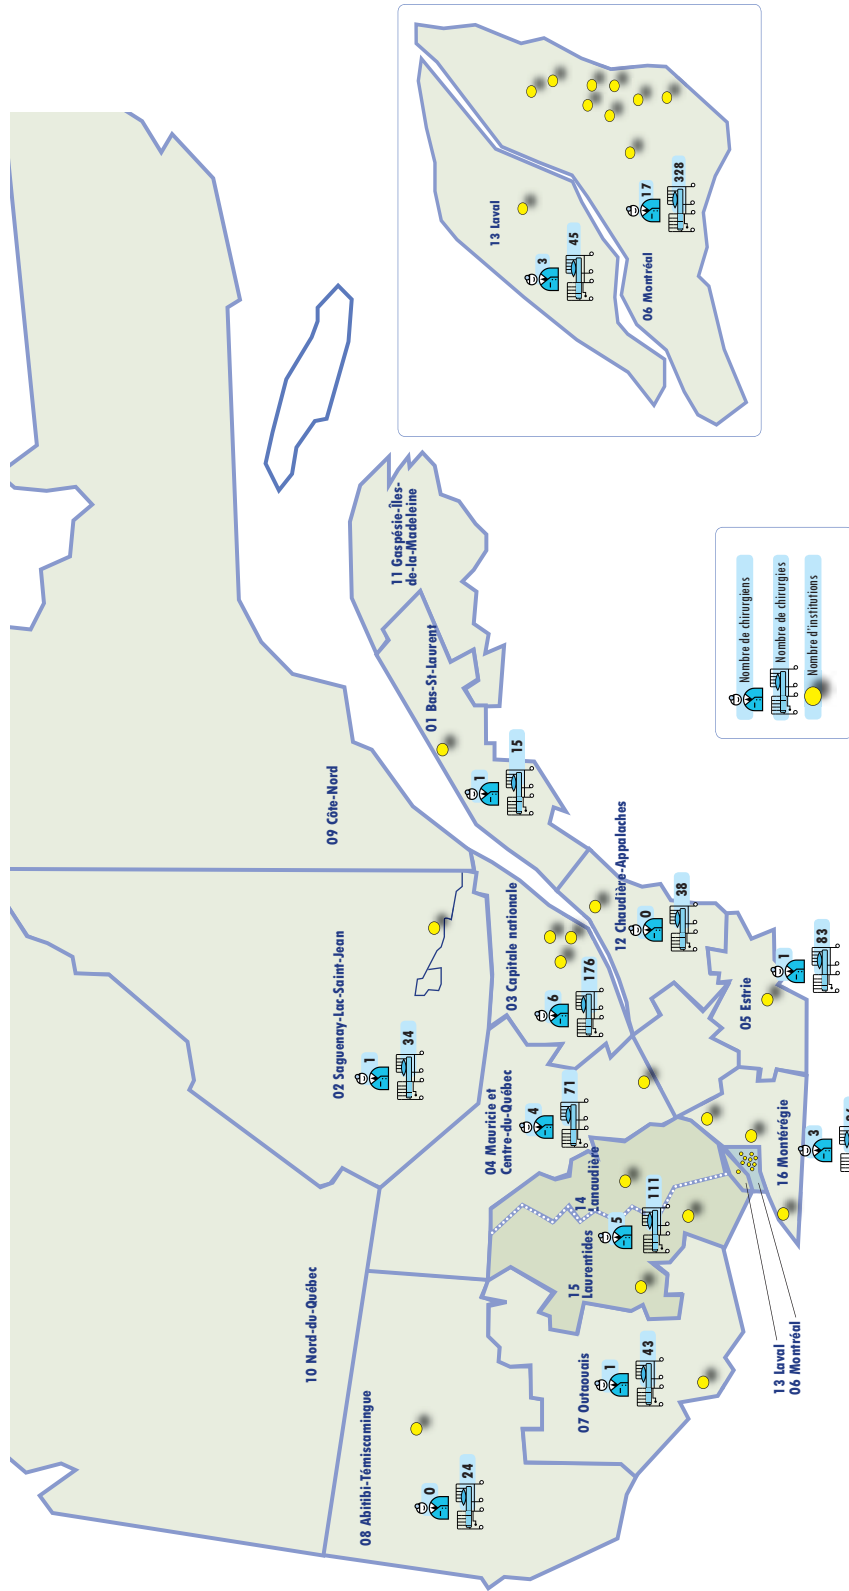 10 Nord-du-Québec
09 Côte-Nord
02 Saguenay-Lac-Saint-Jean
1
34
08 Abitibi-Témiscamingue
0
24
11 Gaspésie-Îles-
de-la-Madeleine
01 Bas-St-Laurent
1
15
03 Capitale nationale
6
176
04 Mauricie et
Centre-du-Québec
4
71
14
Lanaudière
15
Laurentides
5
111
07 Outaouais
1
43
12 Chaudière-Appalaches
0
38
05 Estrie
1
83
16 Montérégie
3
13 Laval
06 Montréal
13 Laval
3
45
06 Montréal
17
328
Nombre de chirurgiens
Nombre de chirurgies
Nombre d'institutions